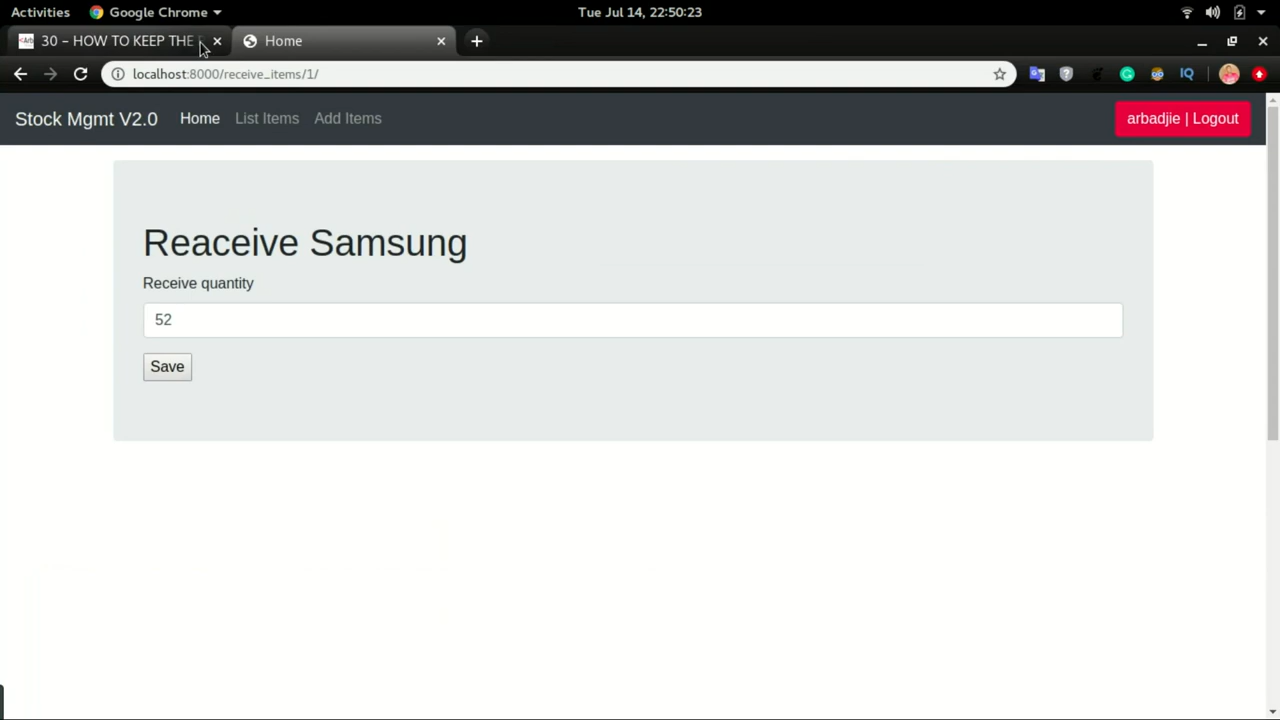 Activities Google Chrome Tue Jul 14, 22:50:23
30 – HOW TO KEEP THE Home
localhost:8000/receive_items/1/
Stock Mgmt V2.0 Home List Items Add Items arbadjie | Logout
Reaceive Samsung
Receive quantity
52
Save